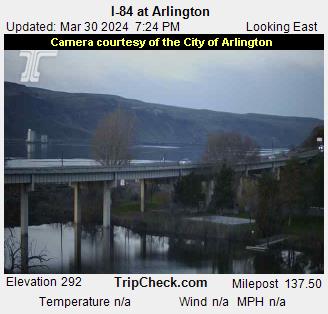 I-84 at Arlington
Updated: Mar 30 2024 7:24 PM Looking East
Camera courtesy of the City of Arlington
Elevation 292 TripCheck.com Milepost 137.50
Temperature n/a Wind n/a MPH n/a